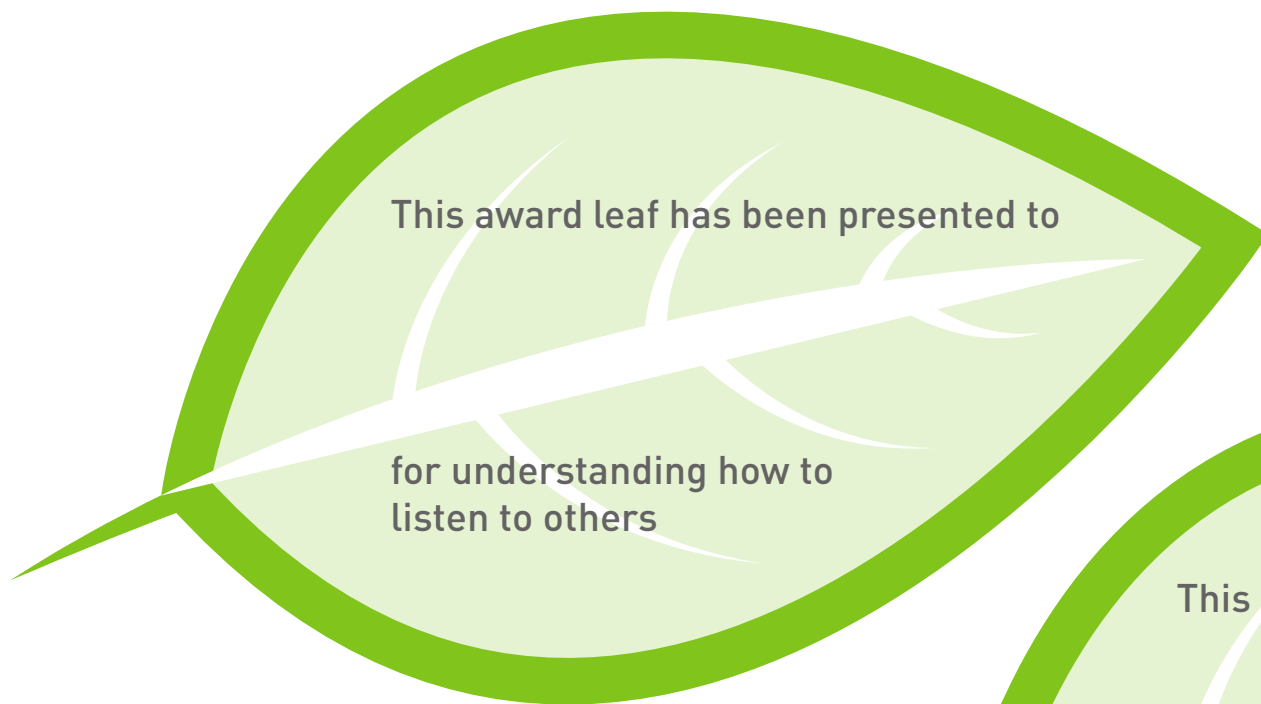 This award leaf has been presented to
for understanding how to
listen to others
This